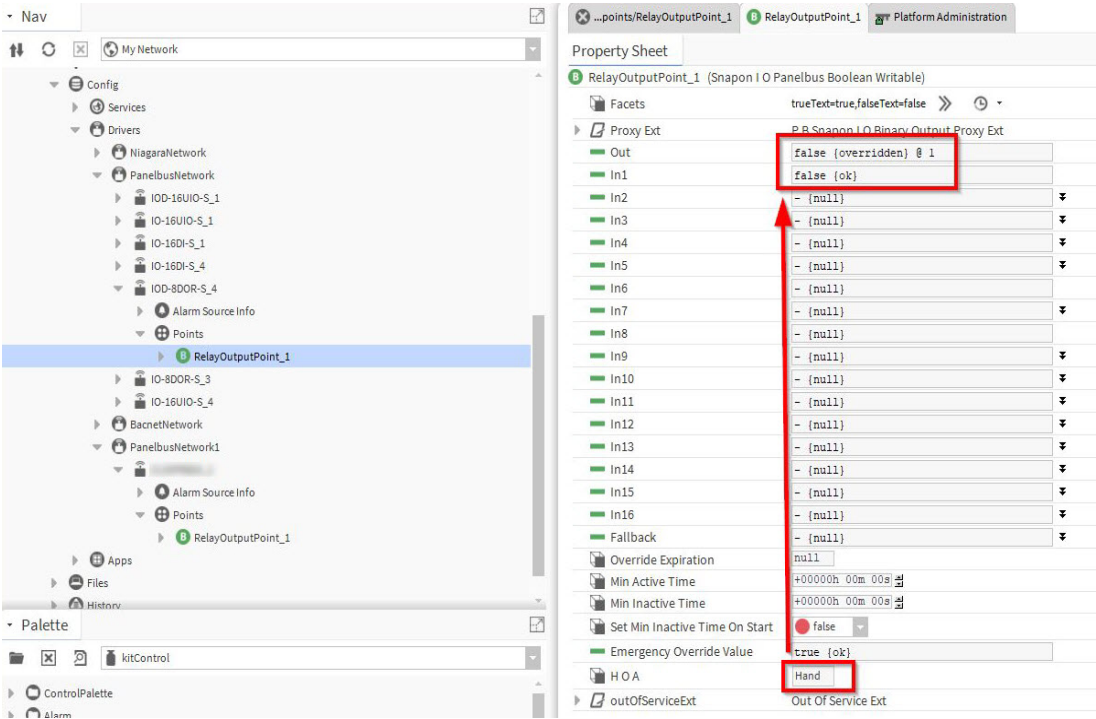 Nav
My Network
Config
Services
Drivers
NiagaraNetwork
PanelbusNetwork
IOD-16UIO-S_1
IO-16UIO-S_1
IO-16DI-S_1
IO-16DI-S_4
IOD-8DOR-S_4
Alarm Source Info
Points
B RelayOutputPoint_1
IO-8DOR-S_3
IO-16UIO-S_4
BacnetNetwork
PanelbusNetwork1
Alarm Source Info
Points
B RelayOutputPoint_1
Apps
Files
History
Palette
kitControl
ControlPalette
Alarm
...points/RelayOutputPoint_1 B RelayOutputPoint_1 Platform Administration
Property Sheet
B RelayOutputPoint_1 (Snapon I O Panelbus Boolean Writable)
Facets trueText=true,falseText=false
Proxy Ext P B Snapon I O Binary Output Proxy Ext
Out false {overridden} @ 1
In1 false {ok}
In2 - {null}
In3 - {null}
In4 - {null}
In5 - {null}
In6 - {null}
In7 - {null}
In8 - {null}
In9 - {null}
In10 - {null}
In11 - {null}
In12 - {null}
In13 - {null}
In14 - {null}
In15 - {null}
In16 - {null}
Fallback - {null}
Override Expiration null
Min Active Time +00000h 00m 00s
Min Inactive Time +00000h 00m 00s
Set Min Inactive Time On Start false
Emergency Override Value true {ok}
H O A Hand
outOfServiceExt Out Of Service Ext